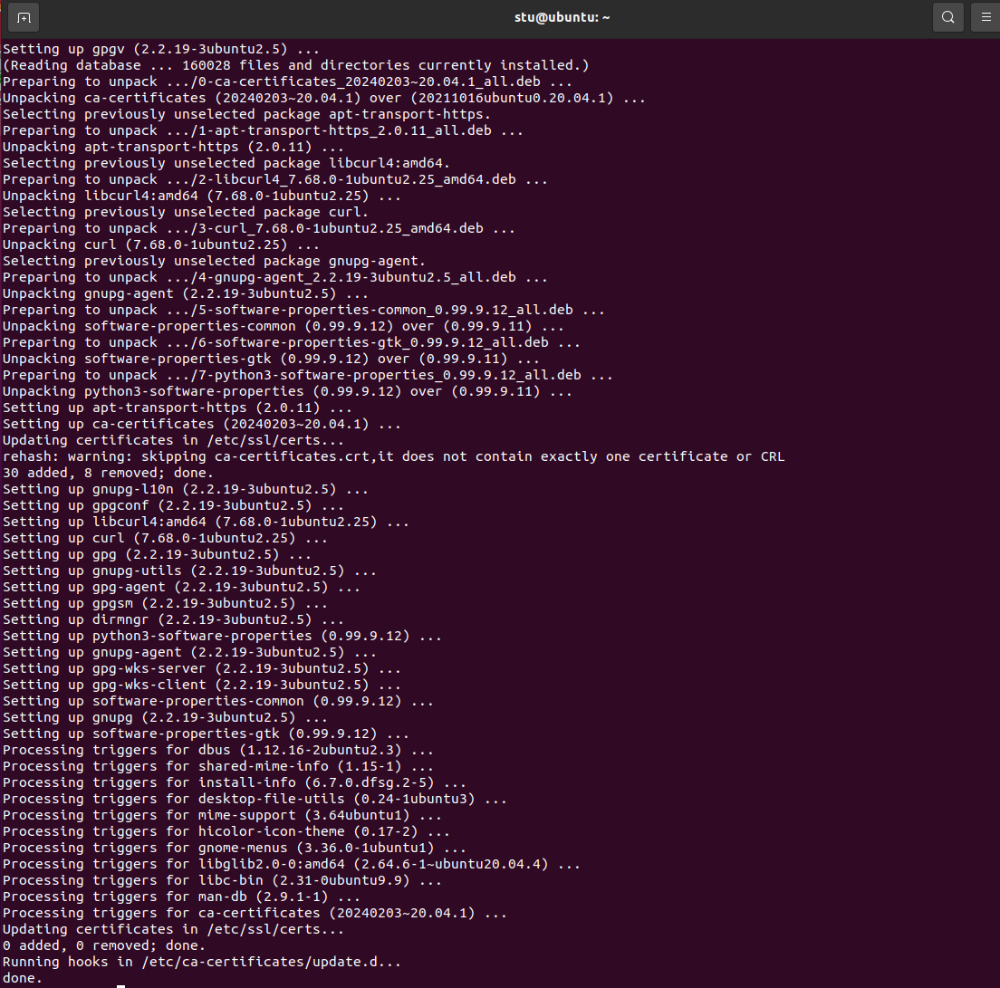 stu@ubuntu: ~
Setting up gpgv (2.2.19-3ubuntu2.5) ...
(Reading database ... 160028 files and directories currently installed.)
Preparing to unpack .../0-ca-certificates_20240203~20.04.1_all.deb ...
Unpacking ca-certificates (20240203~20.04.1) over (20211016ubuntu0.20.04.1) ...
Selecting previously unselected package apt-transport-https.
Preparing to unpack .../1-apt-transport-https_2.0.11_all.deb ...
Unpacking apt-transport-https (2.0.11) ...
Selecting previously unselected package libcurl4:amd64.
Preparing to unpack .../2-libcurl4_7.68.0-1ubuntu2.25_amd64.deb ...
Unpacking libcurl4:amd64 (7.68.0-1ubuntu2.25) ...
Selecting previously unselected package curl.
Preparing to unpack .../3-curl_7.68.0-1ubuntu2.25_amd64.deb ...
Unpacking curl (7.68.0-1ubuntu2.25) ...
Selecting previously unselected package gnupg-agent.
Preparing to unpack .../4-gnupg-agent_2.2.19-3ubuntu2.5_all.deb ...
Unpacking gnupg-agent (2.2.19-3ubuntu2.5) ...
Preparing to unpack .../5-software-properties-common_0.99.9.12_all.deb ...
Unpacking software-properties-common (0.99.9.12) over (0.99.9.11) ...
Preparing to unpack .../6-software-properties-gtk_0.99.9.12_all.deb ...
Unpacking software-properties-gtk (0.99.9.12) over (0.99.9.11) ...
Preparing to unpack .../7-python3-software-properties_0.99.9.12_all.deb ...
Unpacking python3-software-properties (0.99.9.12) over (0.99.9.11) ...
Setting up apt-transport-https (2.0.11) ...
Setting up ca-certificates (20240203~20.04.1) ...
Updating certificates in /etc/ssl/certs...
rehash: warning: skipping ca-certificates.crt,it does not contain exactly one certificate or CRL
30 added, 8 removed; done.
Setting up gnupg-l10n (2.2.19-3ubuntu2.5) ...
Setting up gpgconf (2.2.19-3ubuntu2.5) ...
Setting up libcurl4:amd64 (7.68.0-1ubuntu2.25) ...
Setting up curl (7.68.0-1ubuntu2.25) ...
Setting up gpg (2.2.19-3ubuntu2.5) ...
Setting up gnupg-utils (2.2.19-3ubuntu2.5) ...
Setting up gpg-agent (2.2.19-3ubuntu2.5) ...
Setting up gpgsm (2.2.19-3ubuntu2.5) ...
Setting up dirmngr (2.2.19-3ubuntu2.5) ...
Setting up python3-software-properties (0.99.9.12) ...
Setting up gnupg-agent (2.2.19-3ubuntu2.5) ...
Setting up gpg-wks-server (2.2.19-3ubuntu2.5) ...
Setting up gpg-wks-client (2.2.19-3ubuntu2.5) ...
Setting up software-properties-common (0.99.9.12) ...
Setting up gnupg (2.2.19-3ubuntu2.5) ...
Setting up software-properties-gtk (0.99.9.12) ...
Processing triggers for dbus (1.12.16-2ubuntu2.3) ...
Processing triggers for shared-mime-info (1.15-1) ...
Processing triggers for install-info (6.7.0.dfsg.2-5) ...
Processing triggers for desktop-file-utils (0.24-1ubuntu3) ...
Processing triggers for mime-support (3.64ubuntu1) ...
Processing triggers for hicolor-icon-theme (0.17-2) ...
Processing triggers for gnome-menus (3.36.0-1ubuntu1) ...
Processing triggers for libglib2.0-0:amd64 (2.64.6-1~ubuntu20.04.4) ...
Processing triggers for libc-bin (2.31-0ubuntu9.9) ...
Processing triggers for man-db (2.9.1-1) ...
Processing triggers for ca-certificates (20240203~20.04.1) ...
Updating certificates in /etc/ssl/certs...
0 added, 0 removed; done.
Running hooks in /etc/ca-certificates/update.d...
done.